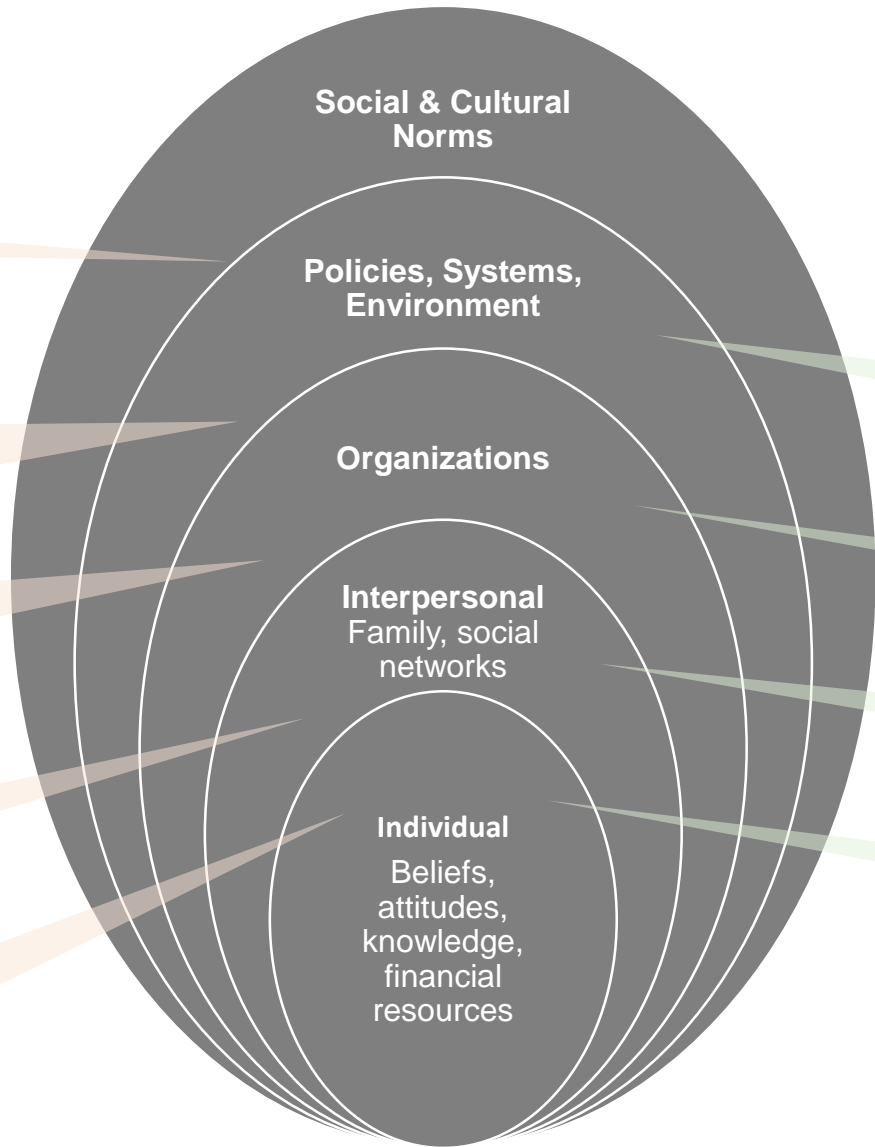 Social & Cultural
Norms
Policies, Systems,
Environment
Organizations
Interpersonal
Family, social
networks
Individual
Beliefs,
attitudes,
knowledge,
financial
resources